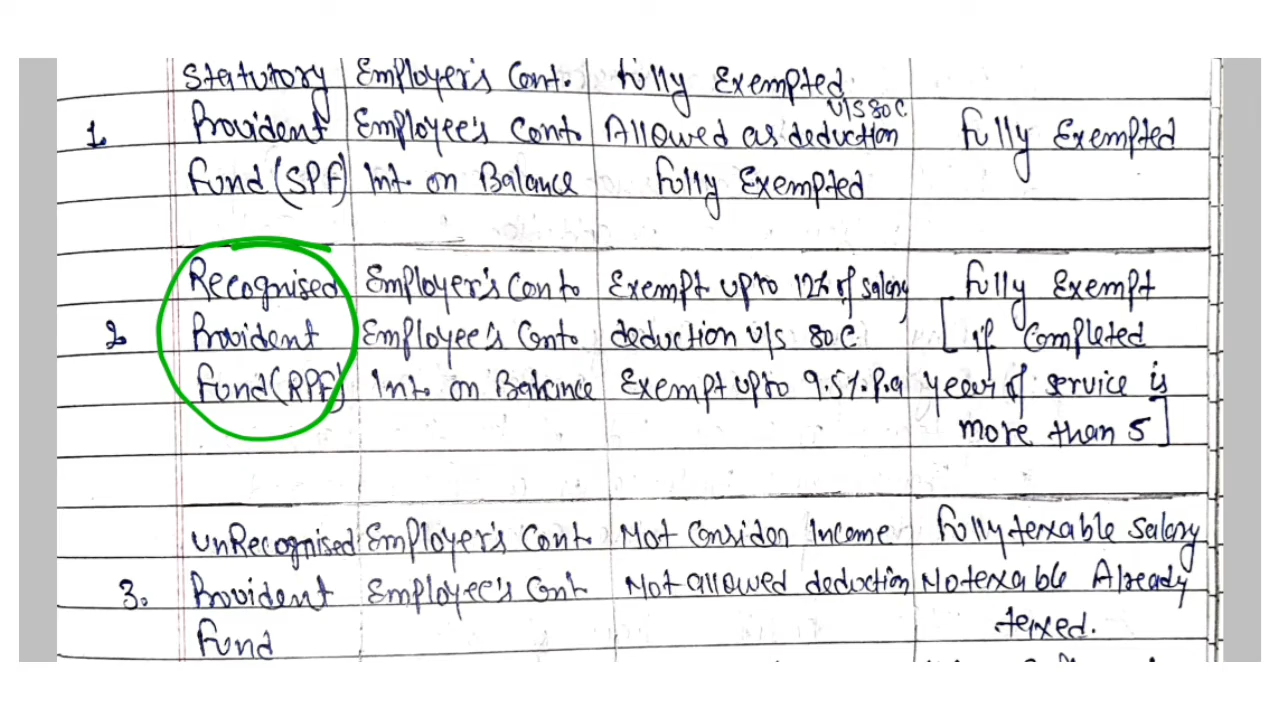 Statutory Employer's Cont. fully Exempted.
U/S 80C
1. Provident Employee's Cont. Allowed as deduction fully Exempted
fund (SPF) Int. on Balance fully Exempted
Recognised Employer's Cont. Exempt upto 12% of salary fully Exempt
2. Provident Employee's Cont. deduction U/S 80C [if Completed
fund (RPF) Int. on Balance Exempt upto 9.5%.P.a year of service is
more than 5]
UnRecognised Employer's Cont. Not Consider Income fully taxable Salary
3. Provident Employee's Cont. Not allowed deduction No taxable Already
fund taxed.